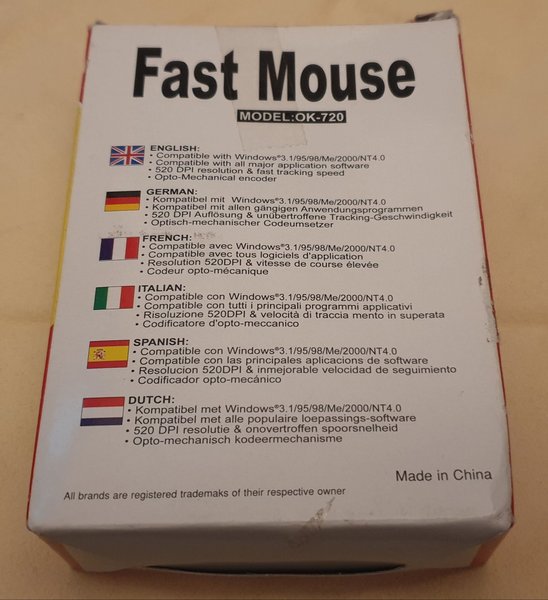 Fast Mouse
MODEL:OK-720
ENGLISH:
• Compatible with Windows®3.1/95/98/Me/2000/NT4.0
• Compatible with all major application software
• 520 DPI resolution & fast tracking speed
• Opto-Mechanical encoder
GERMAN:
• Kompatibel mit Windows®3.1/95/98/Me/2000/NT4.0
• Kompatibel mit allen gängigen Anwendungsprogrammen
• 520 DPI Auflösung & unübertroffene Tracking-Geschwindigkeit
• Optisch-mechanischer Codeumsetzer
FRENCH:
• Compatible avec Windows®3.1/95/98/Me/2000/NT4.0
• Compatible avec tous logiciels d'application
• Resolution 520DPI & vitesse de course élevée
• Codeur opto-mécanique
ITALIAN:
• Compatible con Windows®3.1/95/98/Me/2000/NT4.0
• Compatible con tutti i principali programmi applicativi
• Risoluzione 520DPI & velocità di traccia mento in superata
• Codificatore d'opto-meccanico
SPANISH:
• Compatible con Windows®3.1/95/98/Me/2000/NT4.0
• Compatible con las principales aplicacions de software
• Resolucion 520DPI & inmejorable velocidad de seguimiento
• Codificador opto-mecánico
DUTCH:
• Kompatibel met Windows®3.1/95/98/Me/2000/NT4.0
• Kompatibel met alle populaire loepassings-software
• 520 DPI resolutie & onovertroffen spoorsnelheid
• Opto-mechanisch kodeermechanisme
Made in China
All brands are registered trademaks of their respective owner